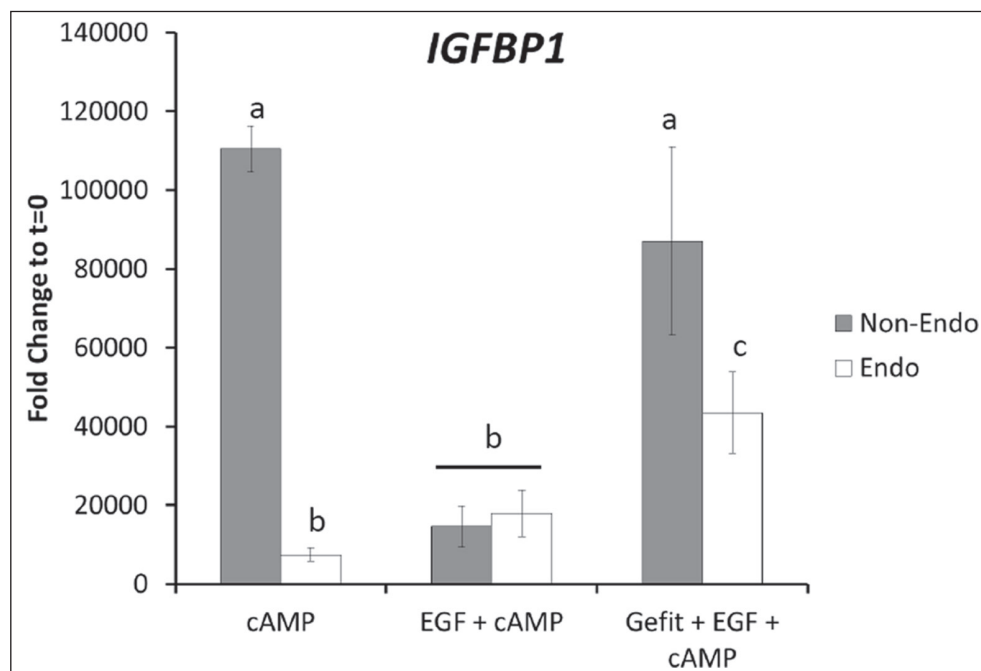 IGFBP1
Fold Change to t=0
140000
120000
100000
80000
60000
40000
20000
0
a
b
b
a
c
cAMP
EGF + cAMP
Gefit + EGF +
cAMP
Non-Endo
Endo